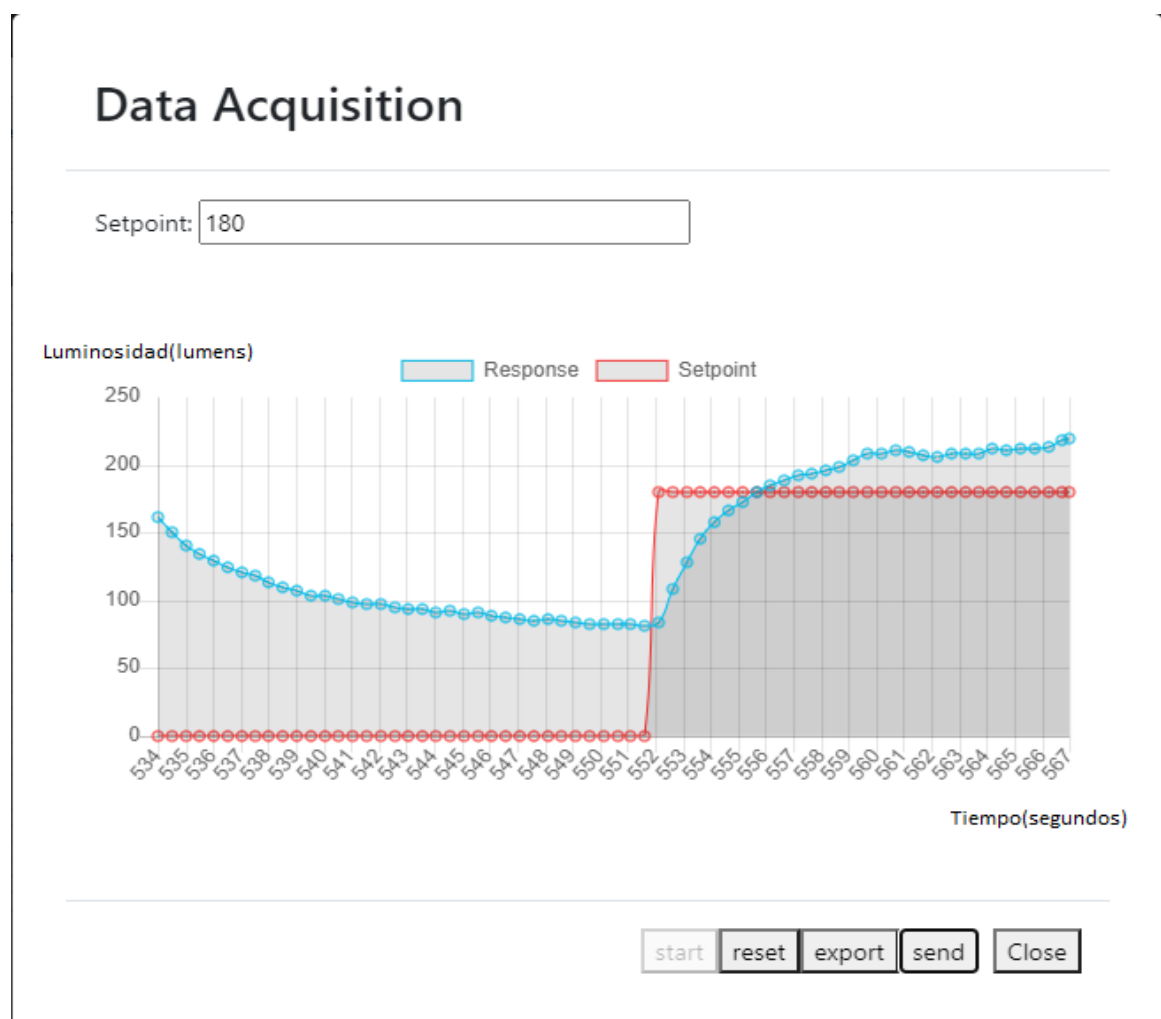 Data Acquisition
Setpoint: 180
Luminosidad(lumens)
Response Setpoint
250
200
150
100
50
0
534 535 536 537 538 539 540 541 542 543 544 545 546 547 548 549 550 551 552 553 554 555 556 557 558 559 560 561 562 563 564 565 566 567
Tiempo(segundos)
start reset export send Close